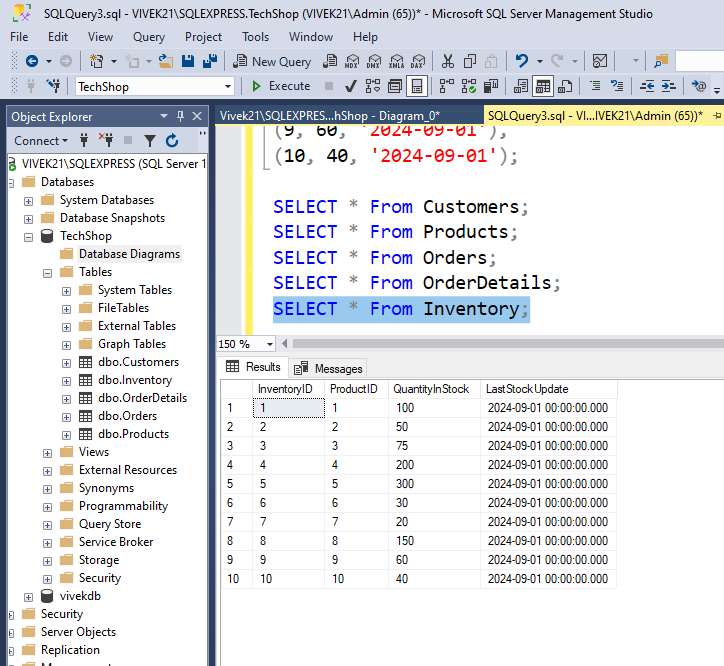 SQLQuery3.sql - VIVEK21\SQLEXPRESS.TechShop (VIVEK21\Admin (65))* - Microsoft SQL Server Management Studio
File Edit View Query Project Tools Window Help
New Query MDX DMX XMLA DAX
TechShop Execute
Object Explorer
Vivek21\SQLEXPRES...hShop - Diagram_0*
SQLQuery3.sql - VI...IVEK21\Admin (65))*
Connect
VIVEK21\SQLEXPRESS (SQL Server 1
Databases
System Databases
Database Snapshots
TechShop
Database Diagrams
Tables
System Tables
FileTables
External Tables
Graph Tables
dbo.Customers
dbo.Inventory
dbo.OrderDetails
dbo.Orders
dbo.Products
Views
External Resources
Synonyms
Programmability
Query Store
Service Broker
Storage
Security
vivekdb
Security
Server Objects
Replication
(9, 60, '2024-09-01'),
(10, 40, '2024-09-01');
SELECT * From Customers;
SELECT * From Products;
SELECT * From Orders;
SELECT * From OrderDetails;
SELECT * From Inventory;
150 %
Results Messages
InventoryID ProductID QuantityInStock LastStockUpdate
1 1 1 100 2024-09-01 00:00:00.000
2 2 2 50 2024-09-01 00:00:00.000
3 3 3 75 2024-09-01 00:00:00.000
4 4 4 200 2024-09-01 00:00:00.000
5 5 5 300 2024-09-01 00:00:00.000
6 6 6 30 2024-09-01 00:00:00.000
7 7 7 20 2024-09-01 00:00:00.000
8 8 8 150 2024-09-01 00:00:00.000
9 9 9 60 2024-09-01 00:00:00.000
10 10 10 40 2024-09-01 00:00:00.000